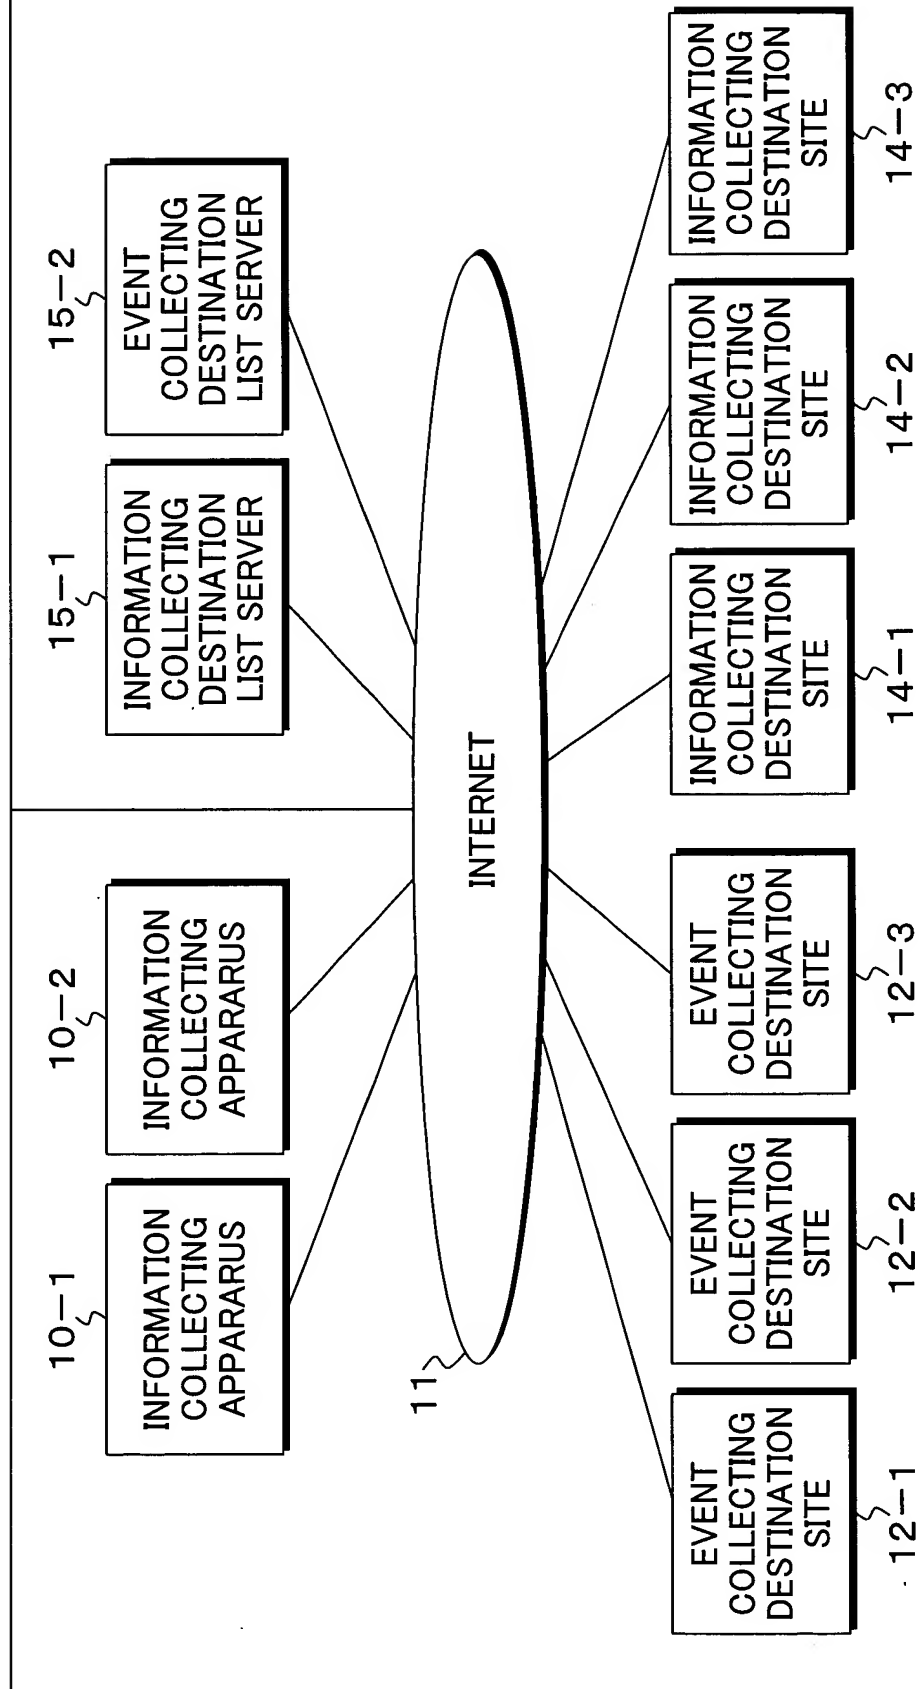 10-1
INFORMATION
COLLECTING
APPARARUS
10-2
INFORMATION
COLLECTING
APPARARUS
15-1
INFORMATION
COLLECTING
DESTINATION
LIST SERVER
15-2
EVENT
COLLECTING
DESTINATION
LIST SERVER
11
INTERNET
EVENT
COLLECTING
DESTINATION
SITE
12-1
EVENT
COLLECTING
DESTINATION
SITE
12-2
EVENT
COLLECTING
DESTINATION
SITE
12-3
INFORMATION
COLLECTING
DESTINATION
SITE
14-1
INFORMATION
COLLECTING
DESTINATION
SITE
14-2
INFORMATION
COLLECTING
DESTINATION
SITE
14-3